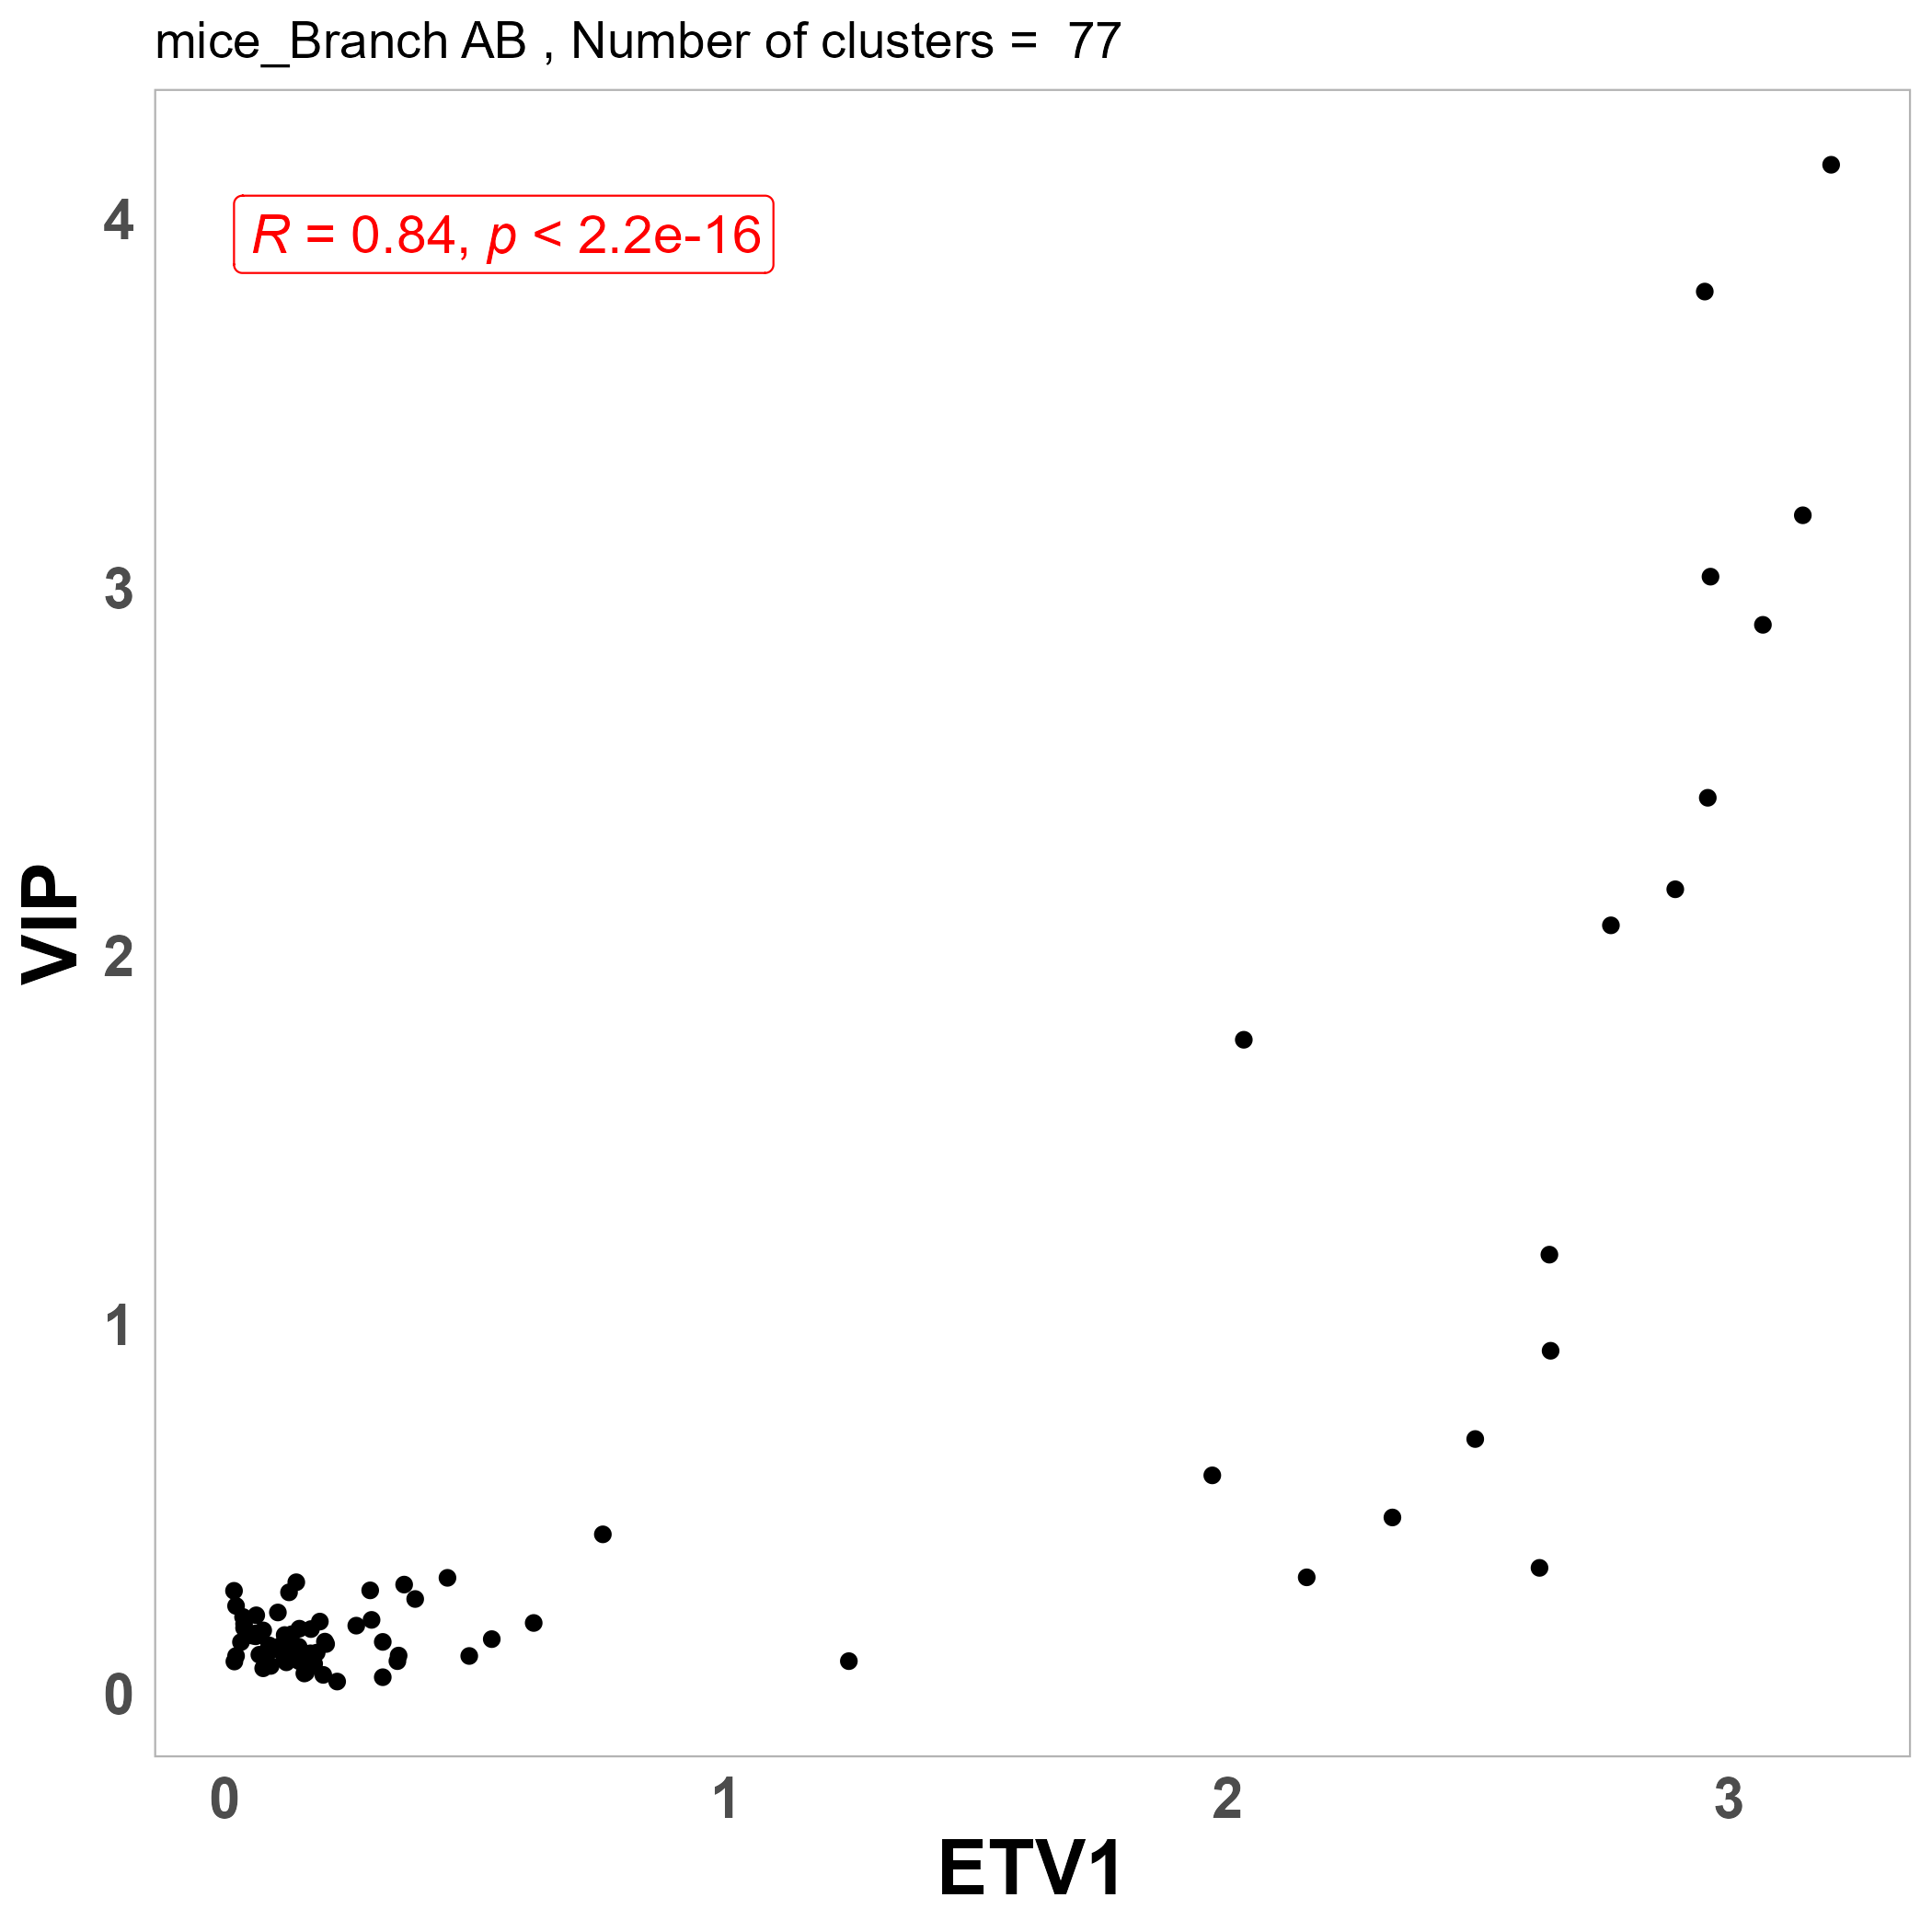 mice_Branch AB , Number of clusters =  77
R = 0.84, p < 2.2e-16
4
3
2
1
0
VIP
0 1 2 3
ETV1